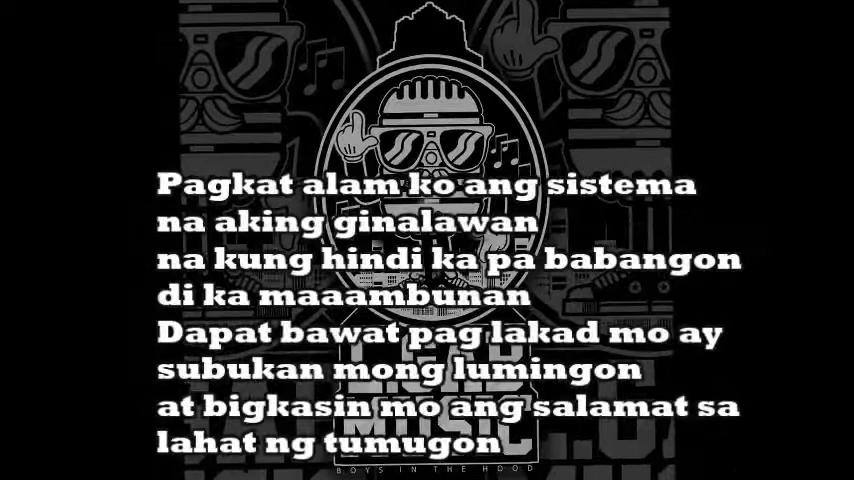 Pagkat alam ko ang sistema
na aking ginalawan
na kung hindi ka pa babangon
di ka maaambunan
Dapat bawat pag lakad mo ay
subukan mong lumingon
at bigkasin mo ang salamat sa
lahat ng tumugon
MUSIC
BOYS IN THE HOOD